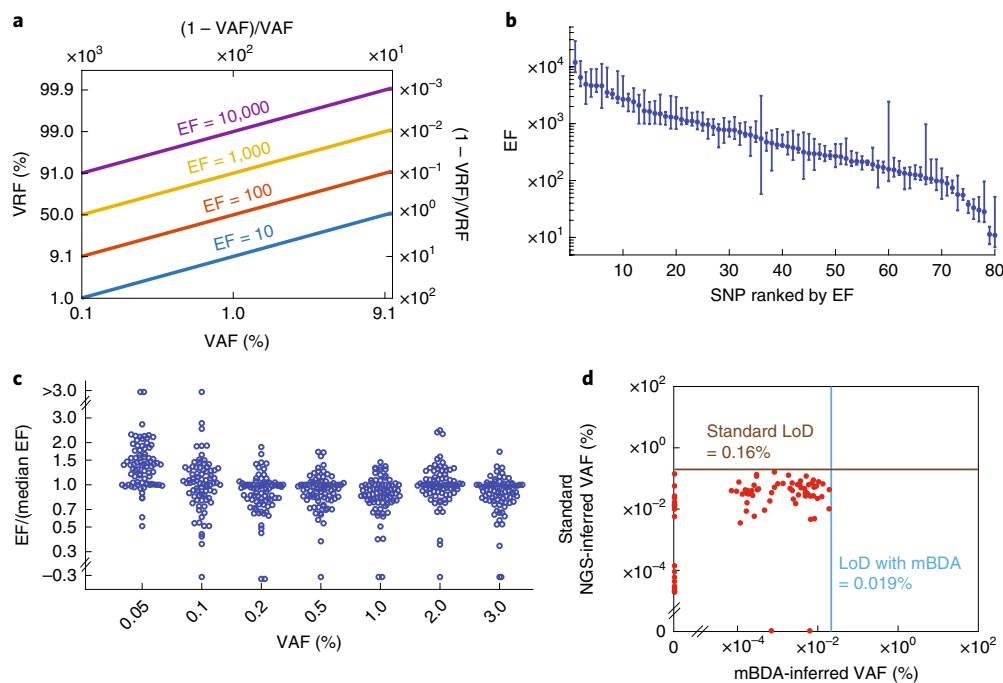 a
(1 – VAF)/VAF
×10³ ×10² ×10¹
99.9
99.0
91.0
50.0
9.1
1.0
VRF (%)
EF = 10,000
EF = 1,000
EF = 100
EF = 10
×10⁻³
×10⁻²
×10⁻¹
×10⁰
×10¹
×10²
(1 – VRF)/VRF
0.1 1.0 9.1
VAF (%)
b
EF
×10⁴
×10³
×10²
×10¹
10 20 30 40 50 60 70 80
SNP ranked by EF
c
EF/(median EF)
>3.0
3.0
1.5
1.0
0.7
0.5
0.3
–0.3
0.05 0.1 0.2 0.5 1.0 2.0 3.0
VAF (%)
d
Standard
NGS-inferred VAF (%)
×10²
×10⁰
×10⁻²
×10⁻⁴
0
Standard LoD
= 0.16%
LoD with mBDA
= 0.019%
0 ×10⁻⁴ ×10⁻² ×10⁰ ×10²
mBDA-inferred VAF (%)